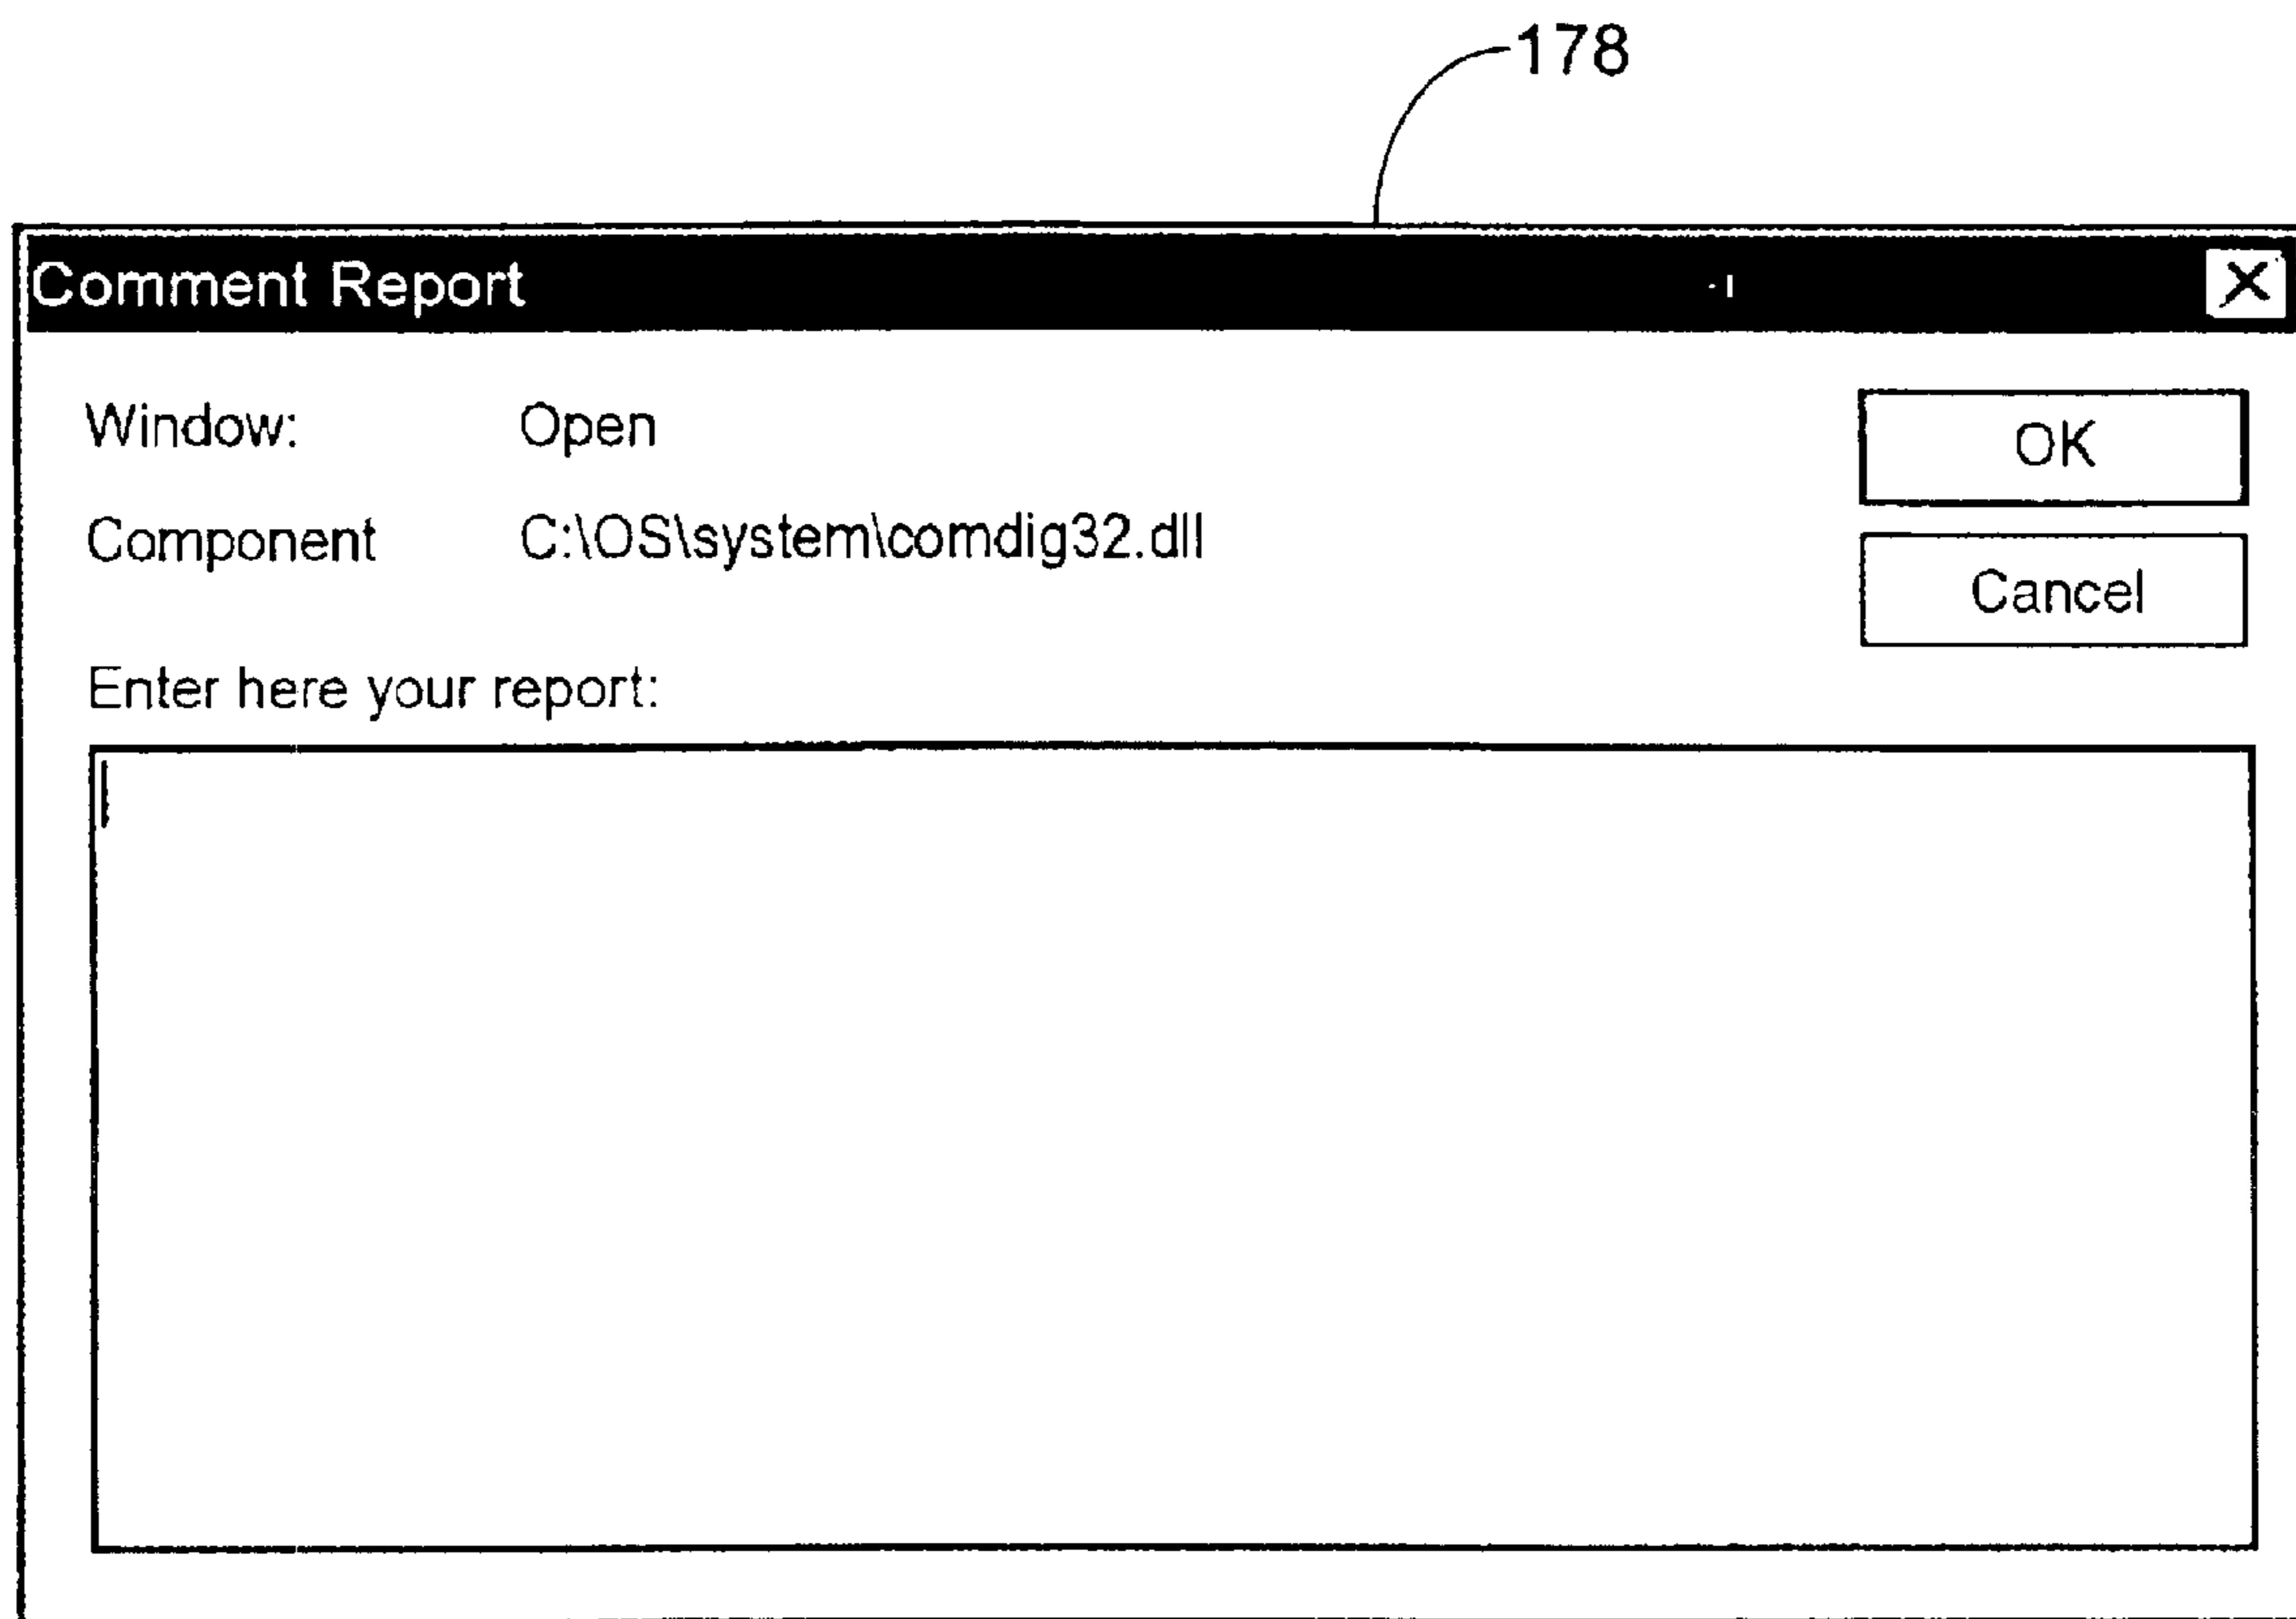 178
Comment Report
Window: Open
OK
Component C:\OS\system\comdig32.dll
Cancel
Enter here your report: